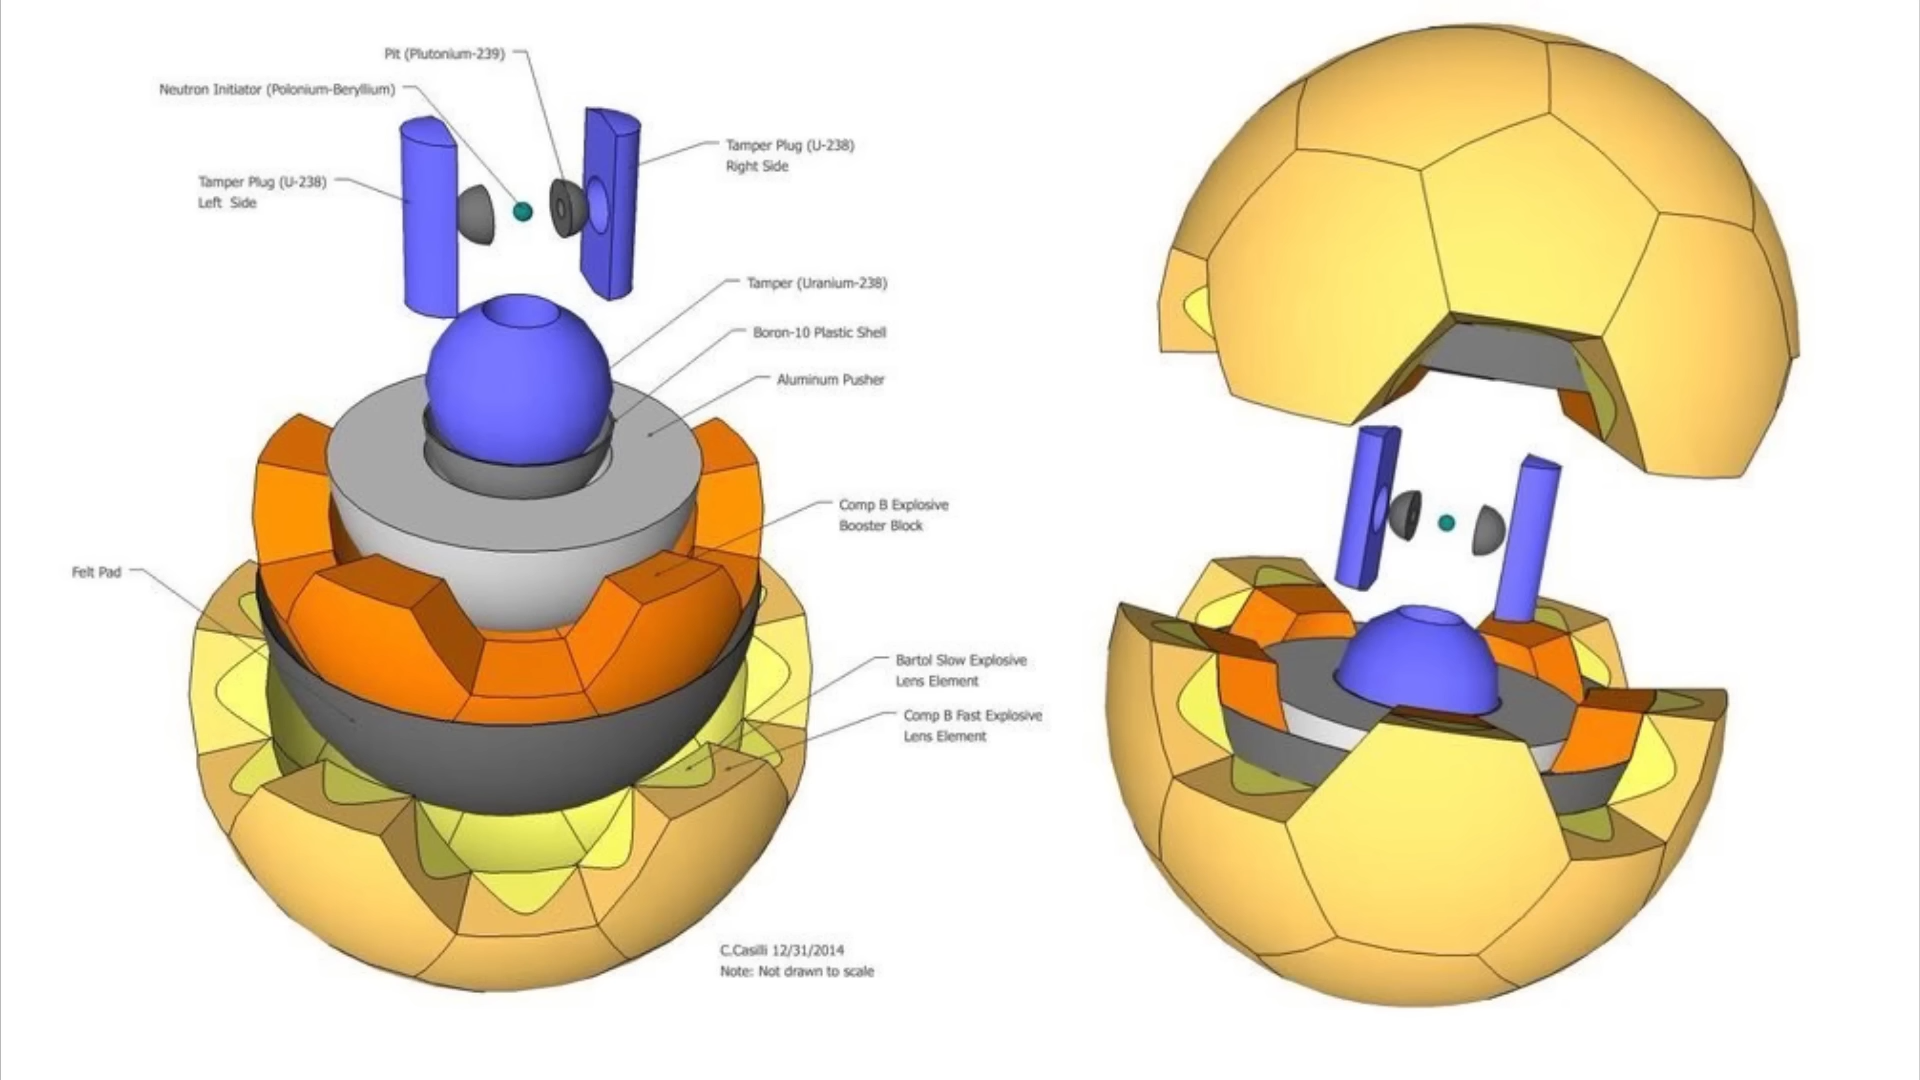 Pit (Plutonium-239)
Neutron Initiator (Polonium-Beryllium)
Tamper Plug (U-238)
Right Side
Tamper Plug (U-238)
Left Side
Tamper (Uranium-238)
Boron-10 Plastic Shell
Aluminum Pusher
Comp B Explosive
Booster Block
Felt Pad
Bartol Slow Explosive
Lens Element
Comp B Fast Explosive
Lens Element
C.Casilli 12/31/2014
Note: Not drawn to scale